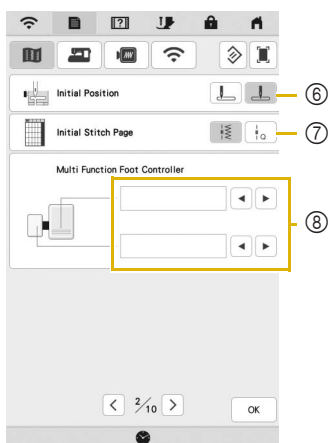 Initial Position
⑥
Initial Stitch Page
Q
⑦
Multi Function Foot Controller
⑧
2/10
OK